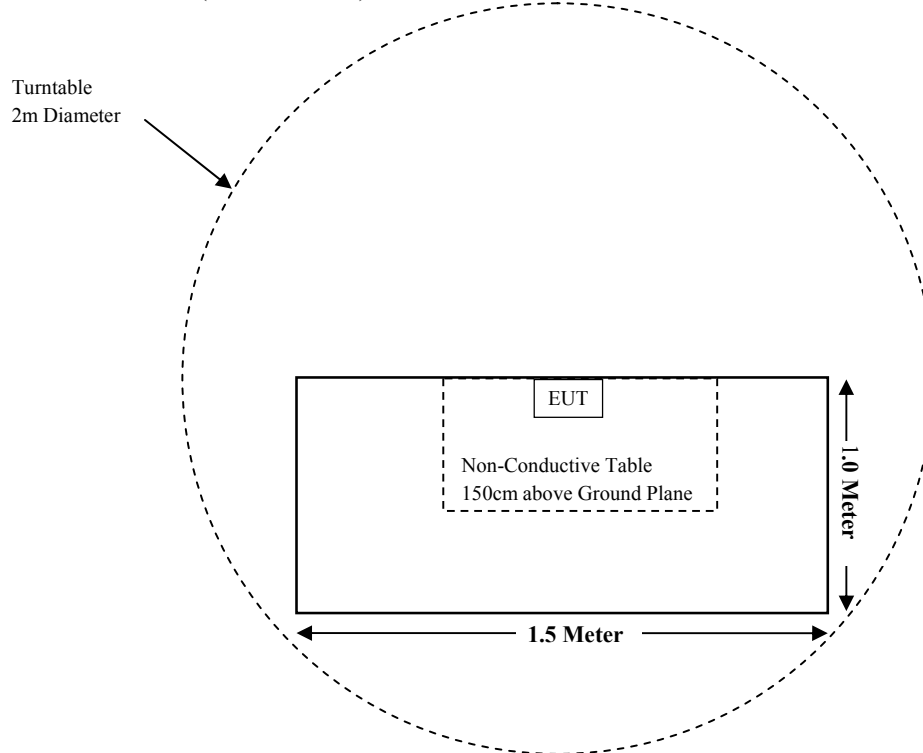 Turntable
2m Diameter
EUT
Non-Conductive Table
150cm above Ground Plane
1.0 Meter
1.5 Meter